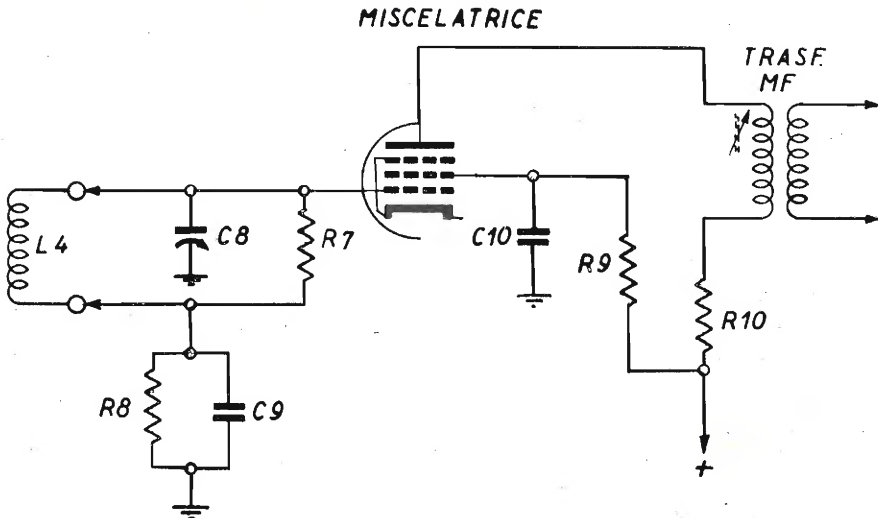 MISCELATRICE
TRASF.
MF
L4
C8
R7
C10
R9
R10
R8
C9
+